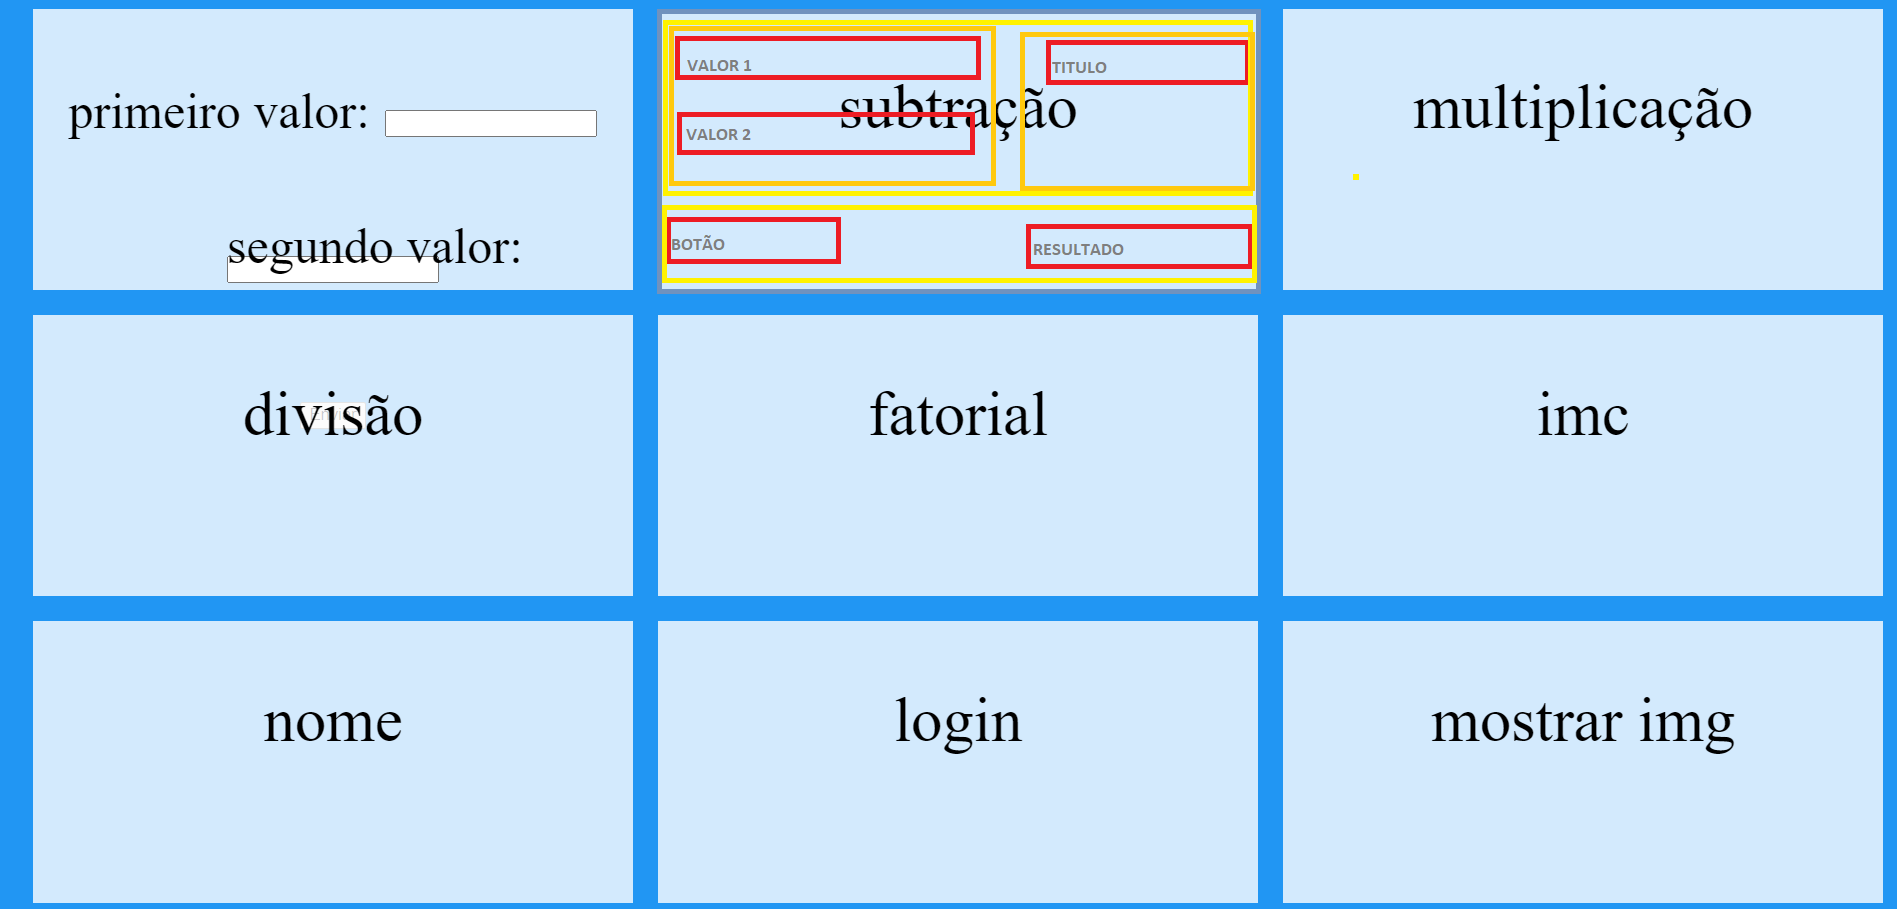 primeiro valor:
segundo valor:
VALOR 1
TITULO
subtração
VALOR 2
BOTÃO
RESULTADO
multiplicação
divisão
fatorial
imc
nome
login
mostrar img